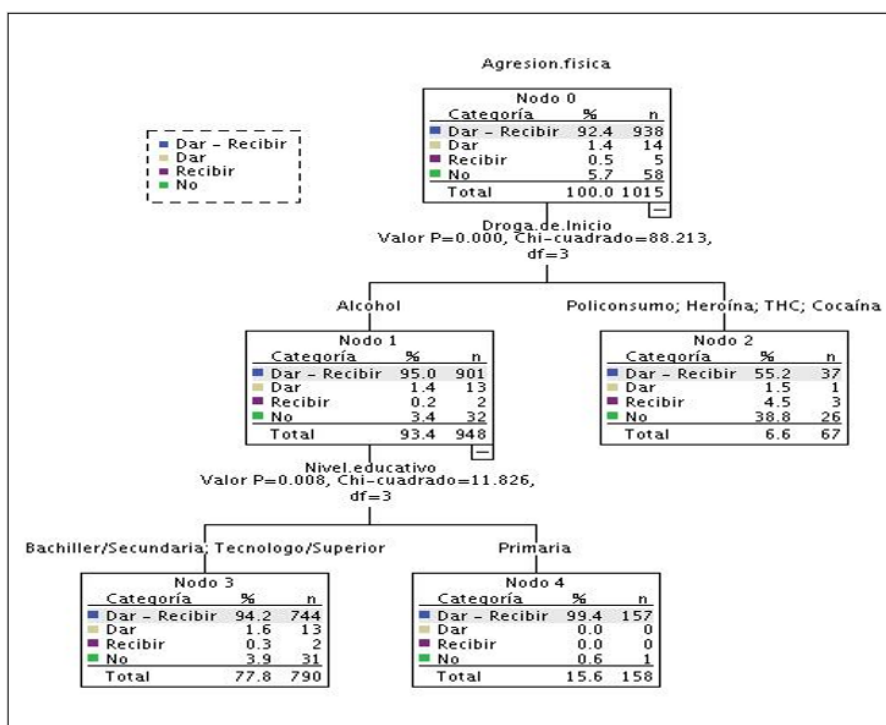 Agresion.fisica
Nodo 0
Categoría % n
Dar - Recibir 92.4 938
Dar 1.4 14
Recibir 0.5 5
No 5.7 58
Total 100.0 1015
Dar - Recibir
Dar
Recibir
No
Droga.de.Inicio
Valor P=0.000, Chi-cuadrado=88.213,
df=3
Alcohol
Policonsumo; Heroína; THC; Cocaína
Nodo 1
Categoría % n
Dar - Recibir 95.0 901
Dar 1.4 13
Recibir 0.2 2
No 3.4 32
Total 93.4 948
Nodo 2
Categoría % n
Dar - Recibir 55.2 37
Dar 1.5 1
Recibir 4.5 3
No 38.8 26
Total 6.6 67
Nivel.educativo
Valor P=0.008, Chi-cuadrado=11.826,
df=3
Bachiller/Secundaria; Tecnologo/Superior
Primaria
Nodo 3
Categoría % n
Dar - Recibir 94.2 744
Dar 1.6 13
Recibir 0.3 2
No 3.9 31
Total 77.8 790
Nodo 4
Categoría % n
Dar - Recibir 99.4 157
Dar 0.0 0
Recibir 0.0 0
No 0.6 1
Total 15.6 158